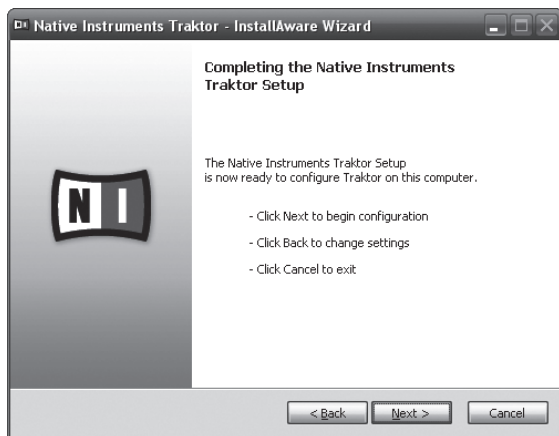 Native Instruments Traktor - InstallAware Wizard
Completing the Native Instruments
Traktor Setup
The Native Instruments Traktor Setup
is now ready to configure Traktor on this computer.
- Click Next to begin configuration
- Click Back to change settings
- Click Cancel to exit
N I
< Back Next > Cancel